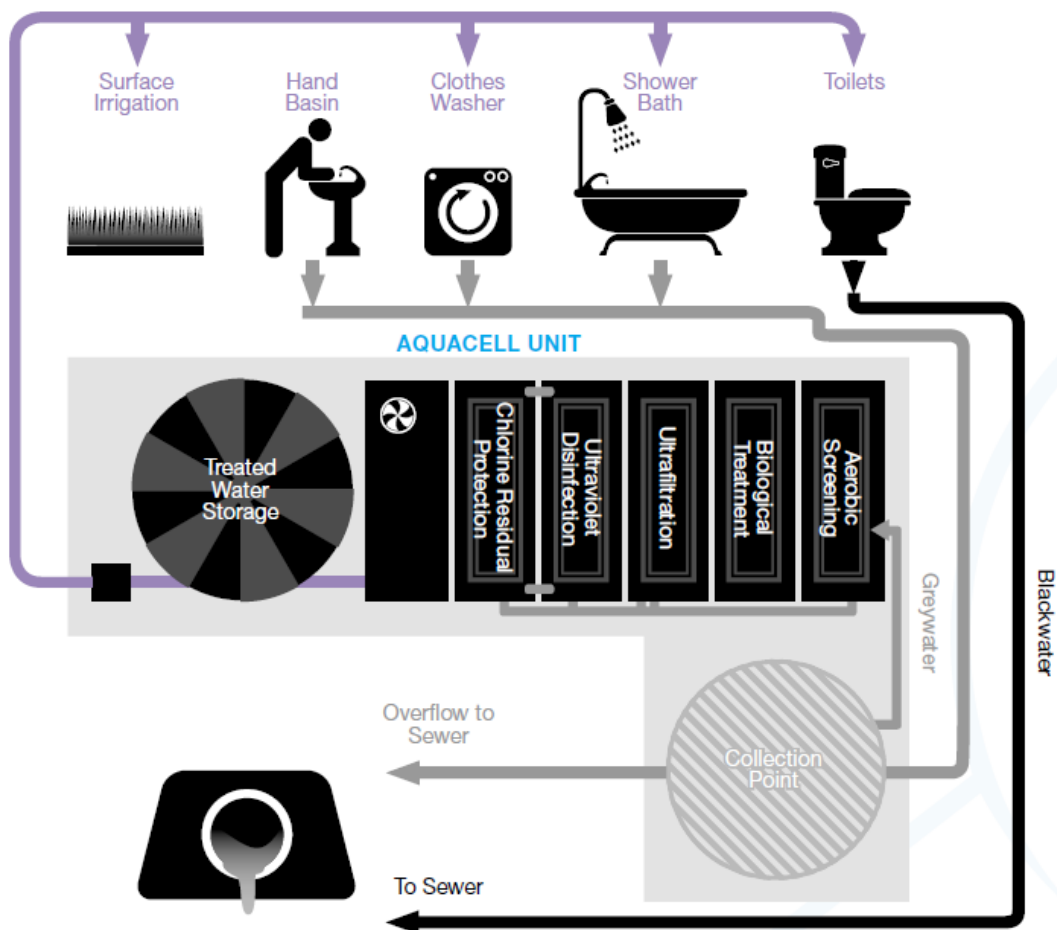 Surface
Irrigation
Hand
Basin
Clothes
Washer
Shower
Bath
Toilets
AQUACELL UNIT
Treated
Water
Storage
Chlorine Residual
Protection
Ultraviolet
Disinfection
Ultrafiltration
Biological
Treatment
Aerobic
Screening
Greywater
Blackwater
Overflow to
Sewer
Collection
Point
To Sewer